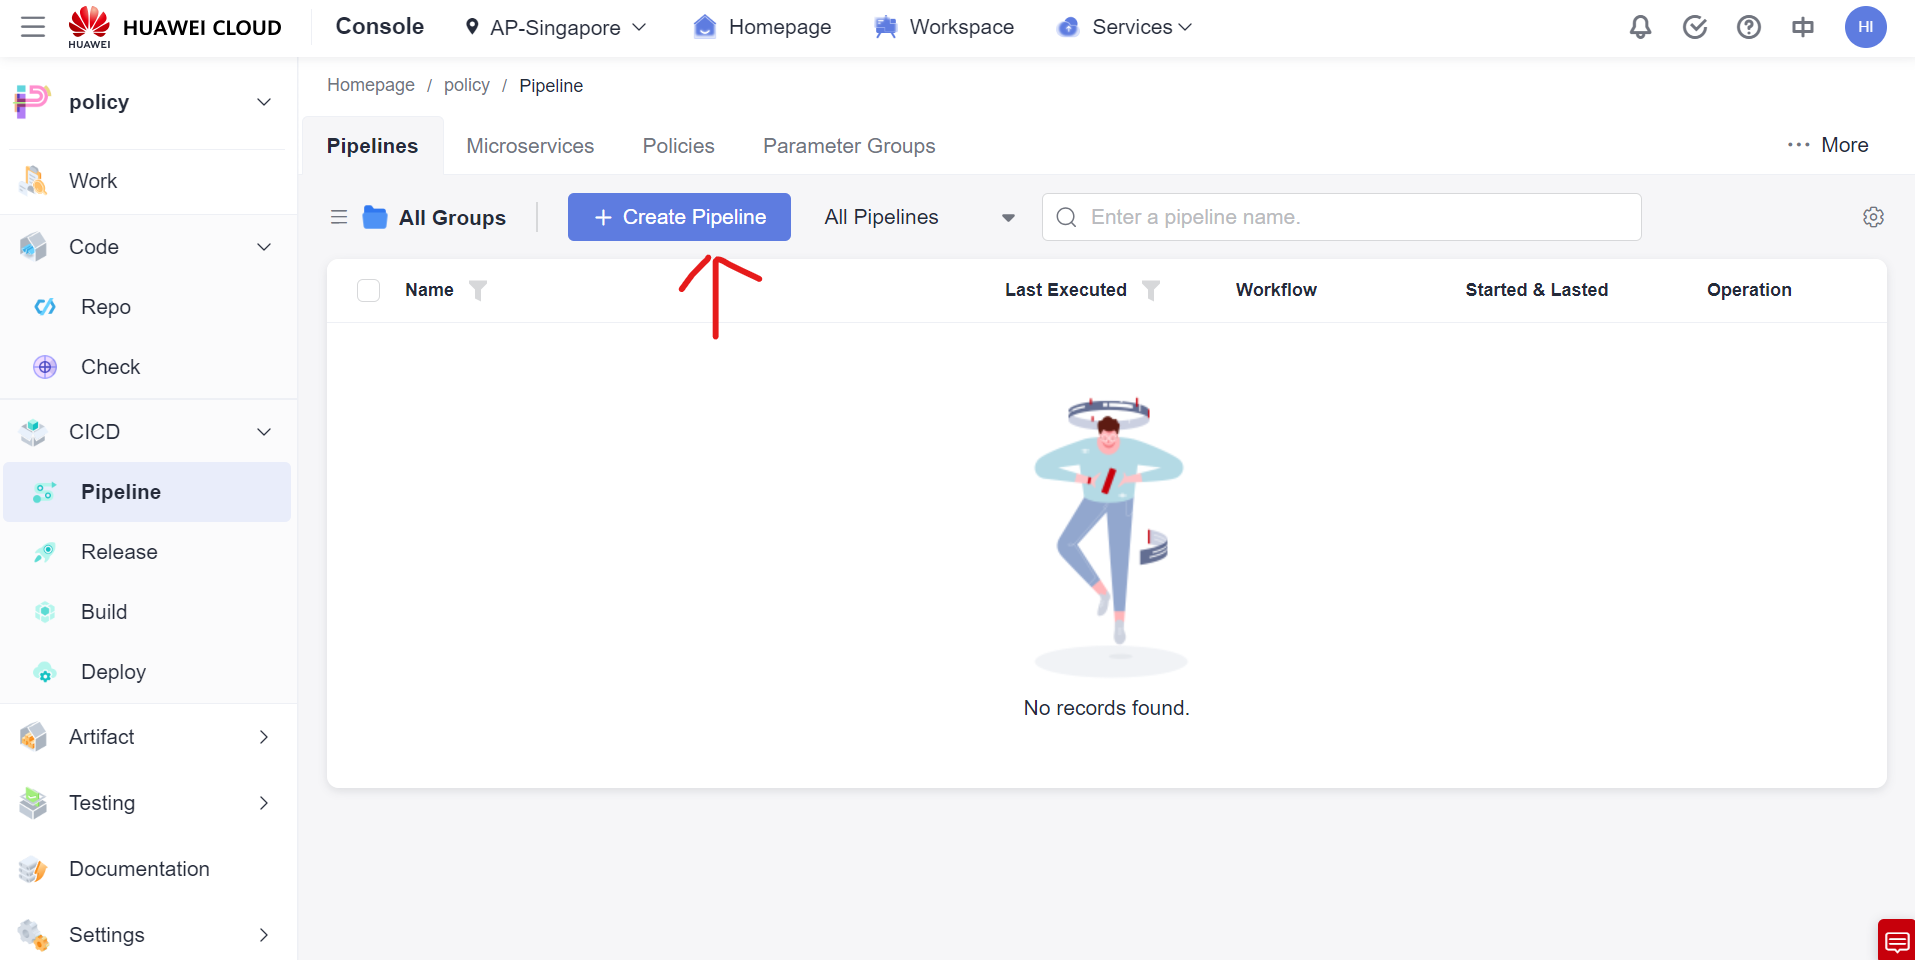 HUAWEI
HUAWEI CLOUD
Console
AP-Singapore
Homepage
Workspace
Services
中
HI
policy
Homepage / policy / Pipeline
Pipelines
Microservices
Policies
Parameter Groups
··· More
Work
All Groups
+ Create Pipeline
All Pipelines
Enter a pipeline name.
Code
Name
Last Executed
Workflow
Started & Lasted
Operation
Repo
Check
CICD
Pipeline
Release
Build
Deploy
No records found.
Artifact
Testing
Documentation
Settings